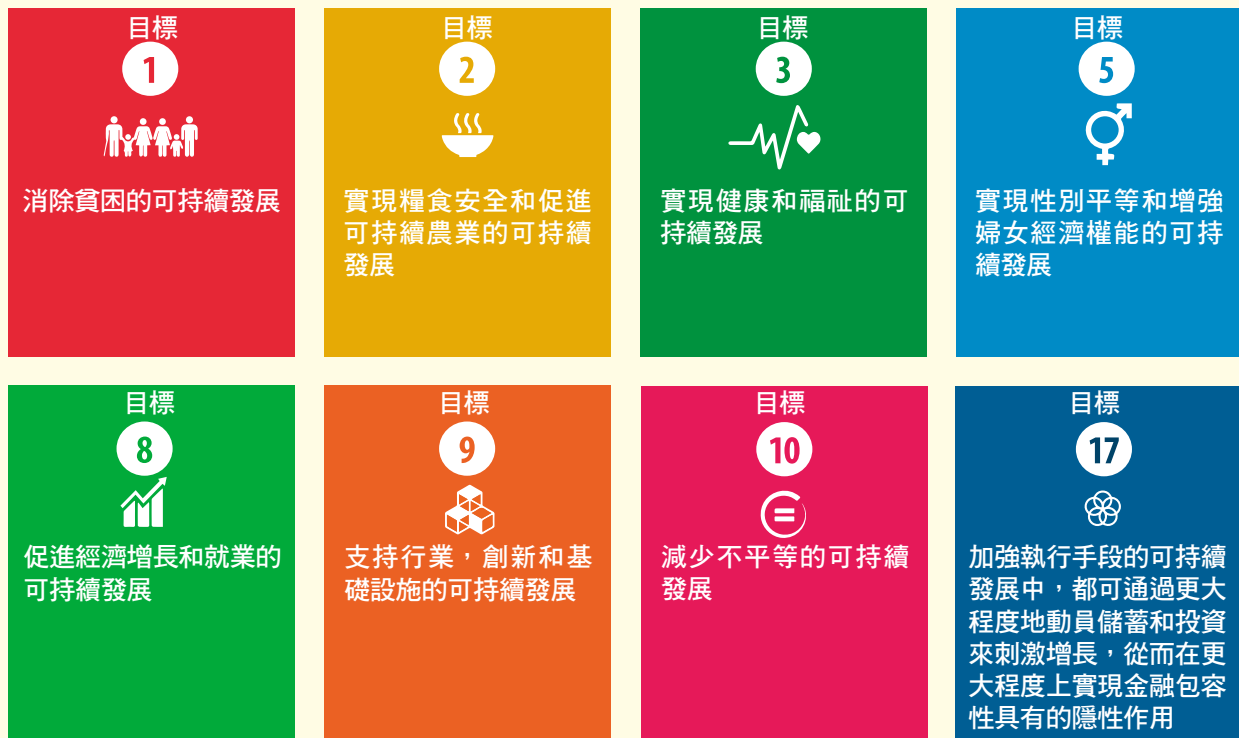 目標
1
消除貧困的可持續發展
目標
2
實現糧食安全和促進
可持續農業的可持續
發展
目標
3
實現健康和福祉的可
持續發展
目標
5
實現性別平等和增強
婦女經濟權能的可持
續發展
目標
8
促進經濟增長和就業的
可持續發展
目標
9
支持行業，創新和基
礎設施的可持續發展
目標
10
減少不平等的可持續
發展
目標
17
加強執行手段的可持續
發展中，都可通過更大
程度地動員儲蓄和投資
來刺激增長，從而在更
大程度上實現金融包容
性具有的隱性作用